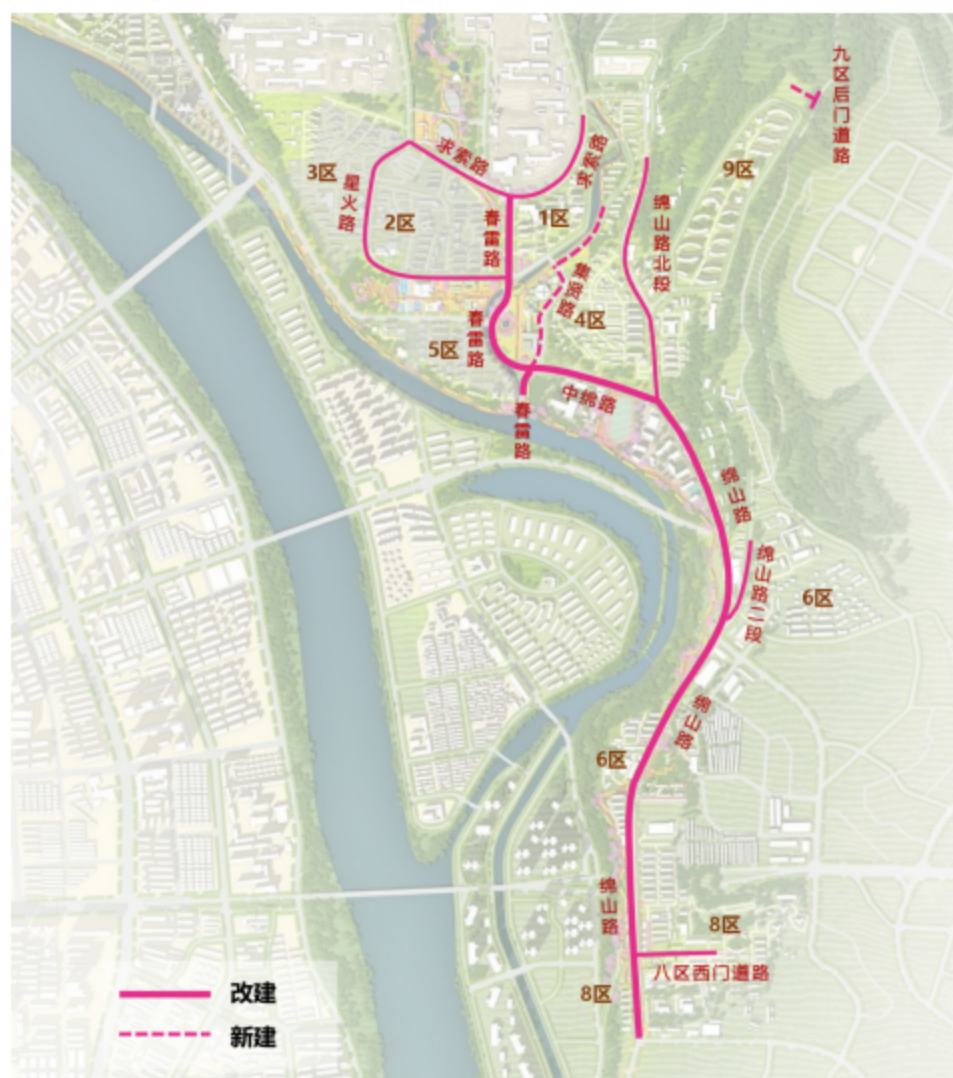 九区后门道路
求索路
求索路
3区
星火路
9区
2区
春雷路
1区
绵山路北段
集贤路
4区
春雷路
5区
中绵路
春雷路
绵山路
绵山路二段
6区
绵山路
6区
绵山路
8区
八区西门道路
8区
改建
新建